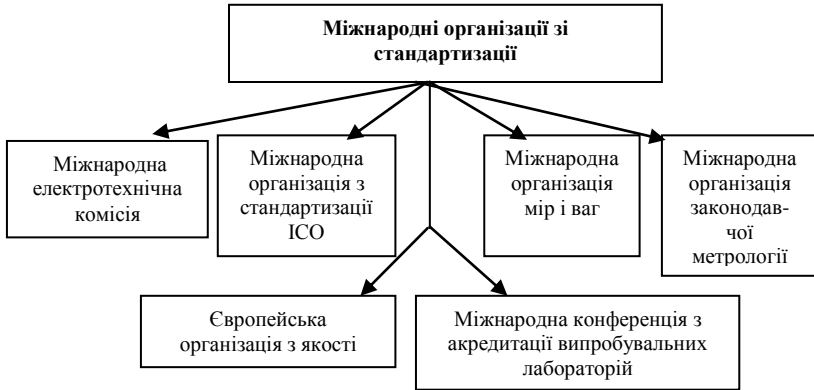 Міжнародні організації зі
стандартизації
Міжнародна
електротехнічна
комісія
Міжнародна
організація з
стандартизації
ІСО
Міжнародна
організація
мір і ваг
Міжнародна
організація
законодав-
чої
метрології
Європейська
організація з якості
Міжнародна конференція з
акредитації випробувальних
лабораторій